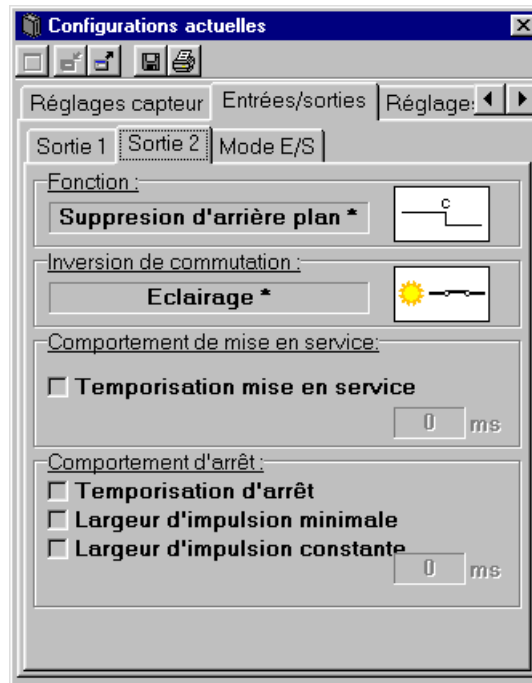 Configurations actuelles
Réglages capteur Entrées/sorties Réglages
Sortie 1 Sortie 2 Mode E/S
Fonction :
Suppresion d'arrière plan *
C
Inversion de commutation :
Eclairage *
Comportement de mise en service:
Temporisation mise en service
0 ms
Comportement d'arrêt :
Temporisation d'arrêt
Largeur d'impulsion minimale
Largeur d'impulsion constante
0 ms